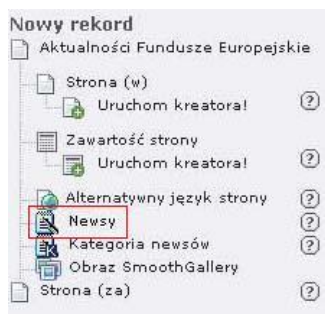 Nowy rekord
Aktualności Fundusze Europejskie
Strona (w)
Uruchom kreatora!
Zawartość strony
Uruchom kreatora!
Alternatywny język strony
Newsy
Kategoria newsów
Obraz SmoothGallery
Strona (za)